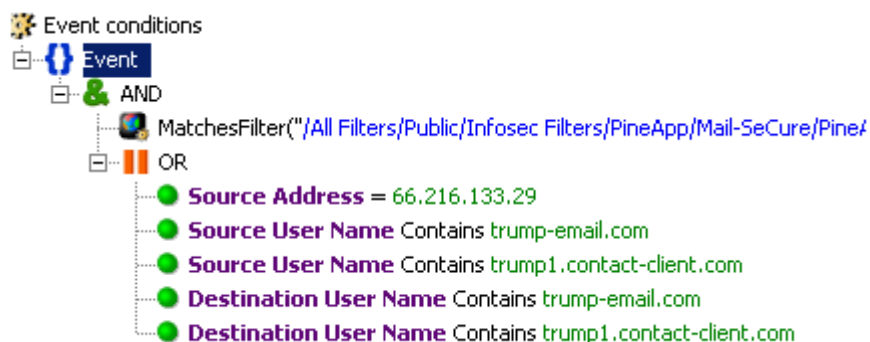 Event conditions
Event
AND
MatchesFilter("/All Filters/Public/Infosec Filters/PineApp/Mail-SeCure/Pine
OR
Source Address = 66.216.133.29
Source User Name Contains trump-email.com
Source User Name Contains trump1.contact-client.com
Destination User Name Contains trump-email.com
Destination User Name Contains trump1.contact-client.com